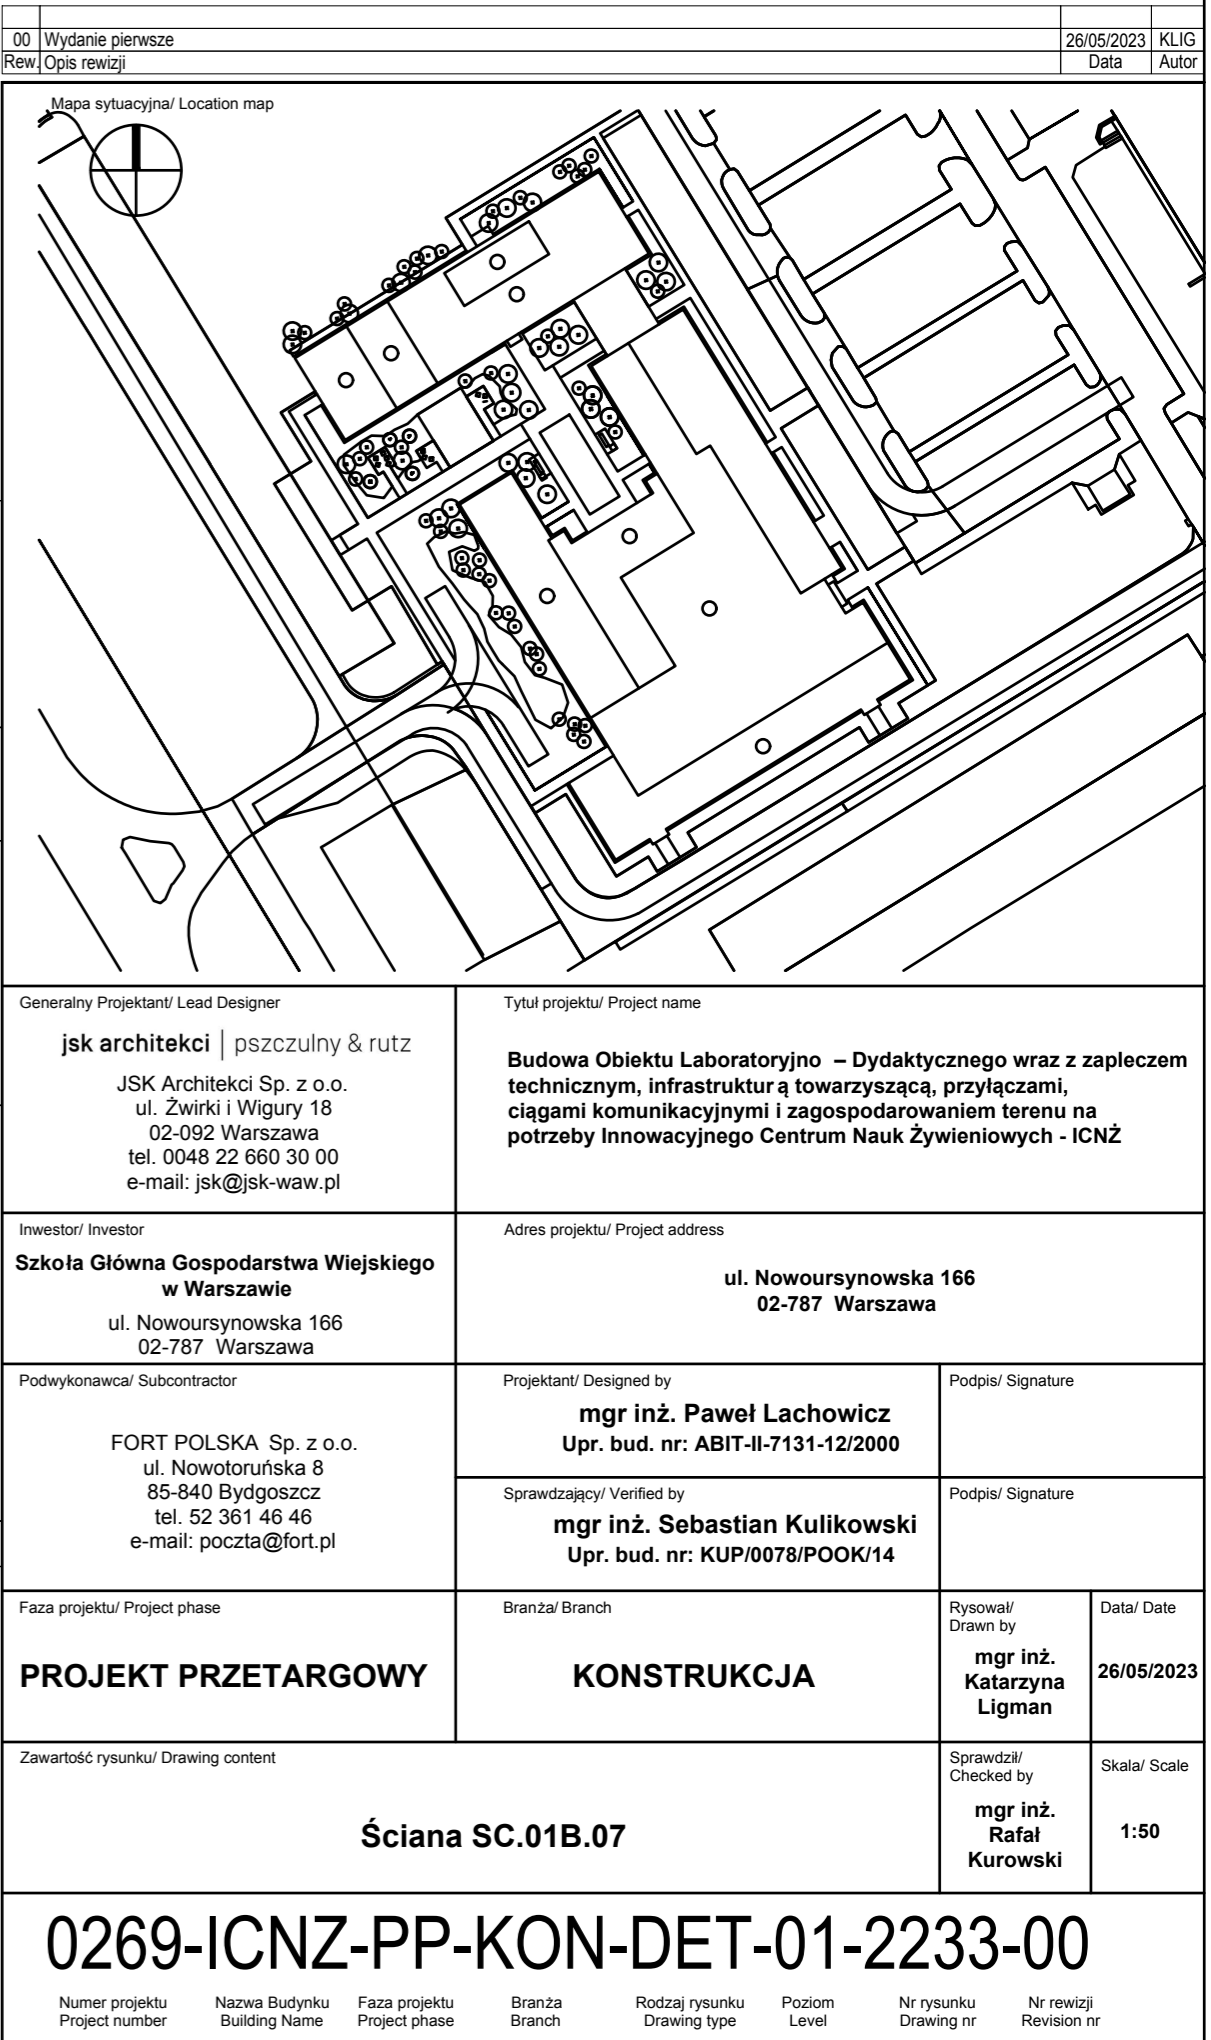 00 Wydanie pierwsze 26/05/2023 KLIG
Rew. Opis rewizji Data Autor
Mapa sytuacyjna/ Location map
Generalny Projektant/ Lead Designer
jsk architekci | pszczulny & rutz
JSK Architekci Sp. z o.o.
ul. Żwirki i Wigury 18
02-092 Warszawa
tel. 0048 22 660 30 00
e-mail: jsk@jsk-waw.pl
Tytuł projektu/ Project name
Budowa Obiektu Laboratoryjno – Dydaktycznego wraz z zapleczem
technicznym, infrastruktur ą towarzyszącą, przyłączami,
ciągami komunikacyjnymi i zagospodarowaniem terenu na
potrzeby Innowacyjnego Centrum Nauk Żywieniowych - ICNŻ
Inwestor/ Investor
Szkoła Główna Gospodarstwa Wiejskiego
w Warszawie
ul. Nowoursynowska 166
02-787 Warszawa
Adres projektu/ Project address
ul. Nowoursynowska 166
02-787 Warszawa
Podwykonawca/ Subcontractor
FORT POLSKA Sp. z o.o.
ul. Nowotoruńska 8
85-840 Bydgoszcz
tel. 52 361 46 46
e-mail: poczta@fort.pl
Projektant/ Designed by
mgr inż. Paweł Lachowicz
Upr. bud. nr: ABIT-II-7131-12/2000
Podpis/ Signature
Sprawdzający/ Verified by
mgr inż. Sebastian Kulikowski
Upr. bud. nr: KUP/0078/POOK/14
Podpis/ Signature
Faza projektu/ Project phase
PROJEKT PRZETARGOWY
Branża/ Branch
KONSTRUKCJA
Rysował/
Drawn by
mgr inż.
Katarzyna
Ligman
Data/ Date
26/05/2023
Zawartość rysunku/ Drawing content
Ściana SC.01B.07
Sprawdził/
Checked by
mgr inż.
Rafał
Kurowski
Skala/ Scale
1:50
0269-ICNZ-PP-KON-DET-01-2233-00
Numer projektu Nazwa Budynku Faza projektu Branża Rodzaj rysunku Poziom Nr rysunku Nr rewizji
Project number Building Name Project phase Branch Drawing type Level Drawing nr Revision nr